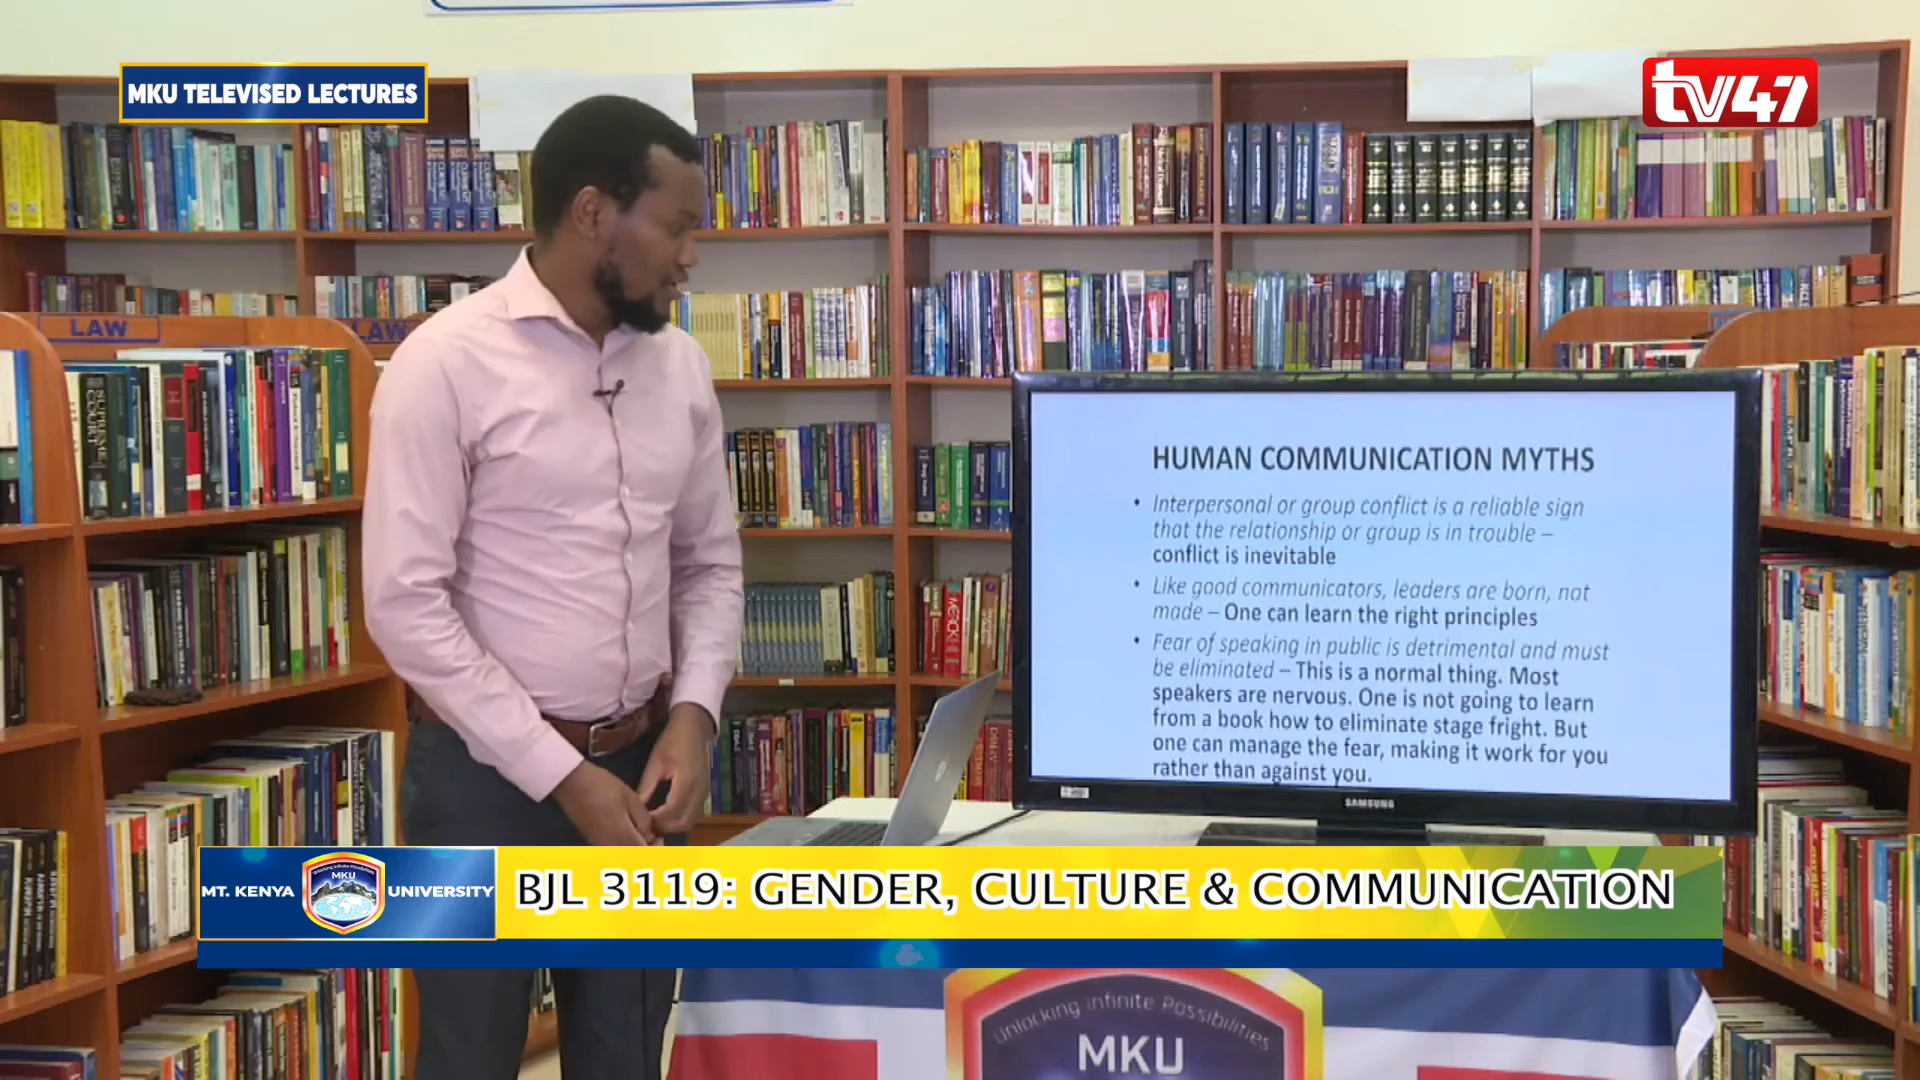 MKU TELEVISED LECTURES
tv47
LAW
LAW
SUPREME COURT
HUMAN COMMUNICATION MYTHS
• Interpersonal or group conflict is a reliable sign
that the relationship or group is in trouble –
conflict is inevitable
• Like good communicators, leaders are born, not
made – One can learn the right principles
• Fear of speaking in public is detrimental and must
be eliminated – This is a normal thing. Most
speakers are nervous. One is not going to learn
from a book how to eliminate stage fright. But
one can manage the fear, making it work for you
rather than against you.
SAMSUNG
MT. KENYA
MKU
UNIVERSITY
BJL 3119: GENDER, CULTURE & COMMUNICATION
Unlocking Infinite Possibilities
MKU